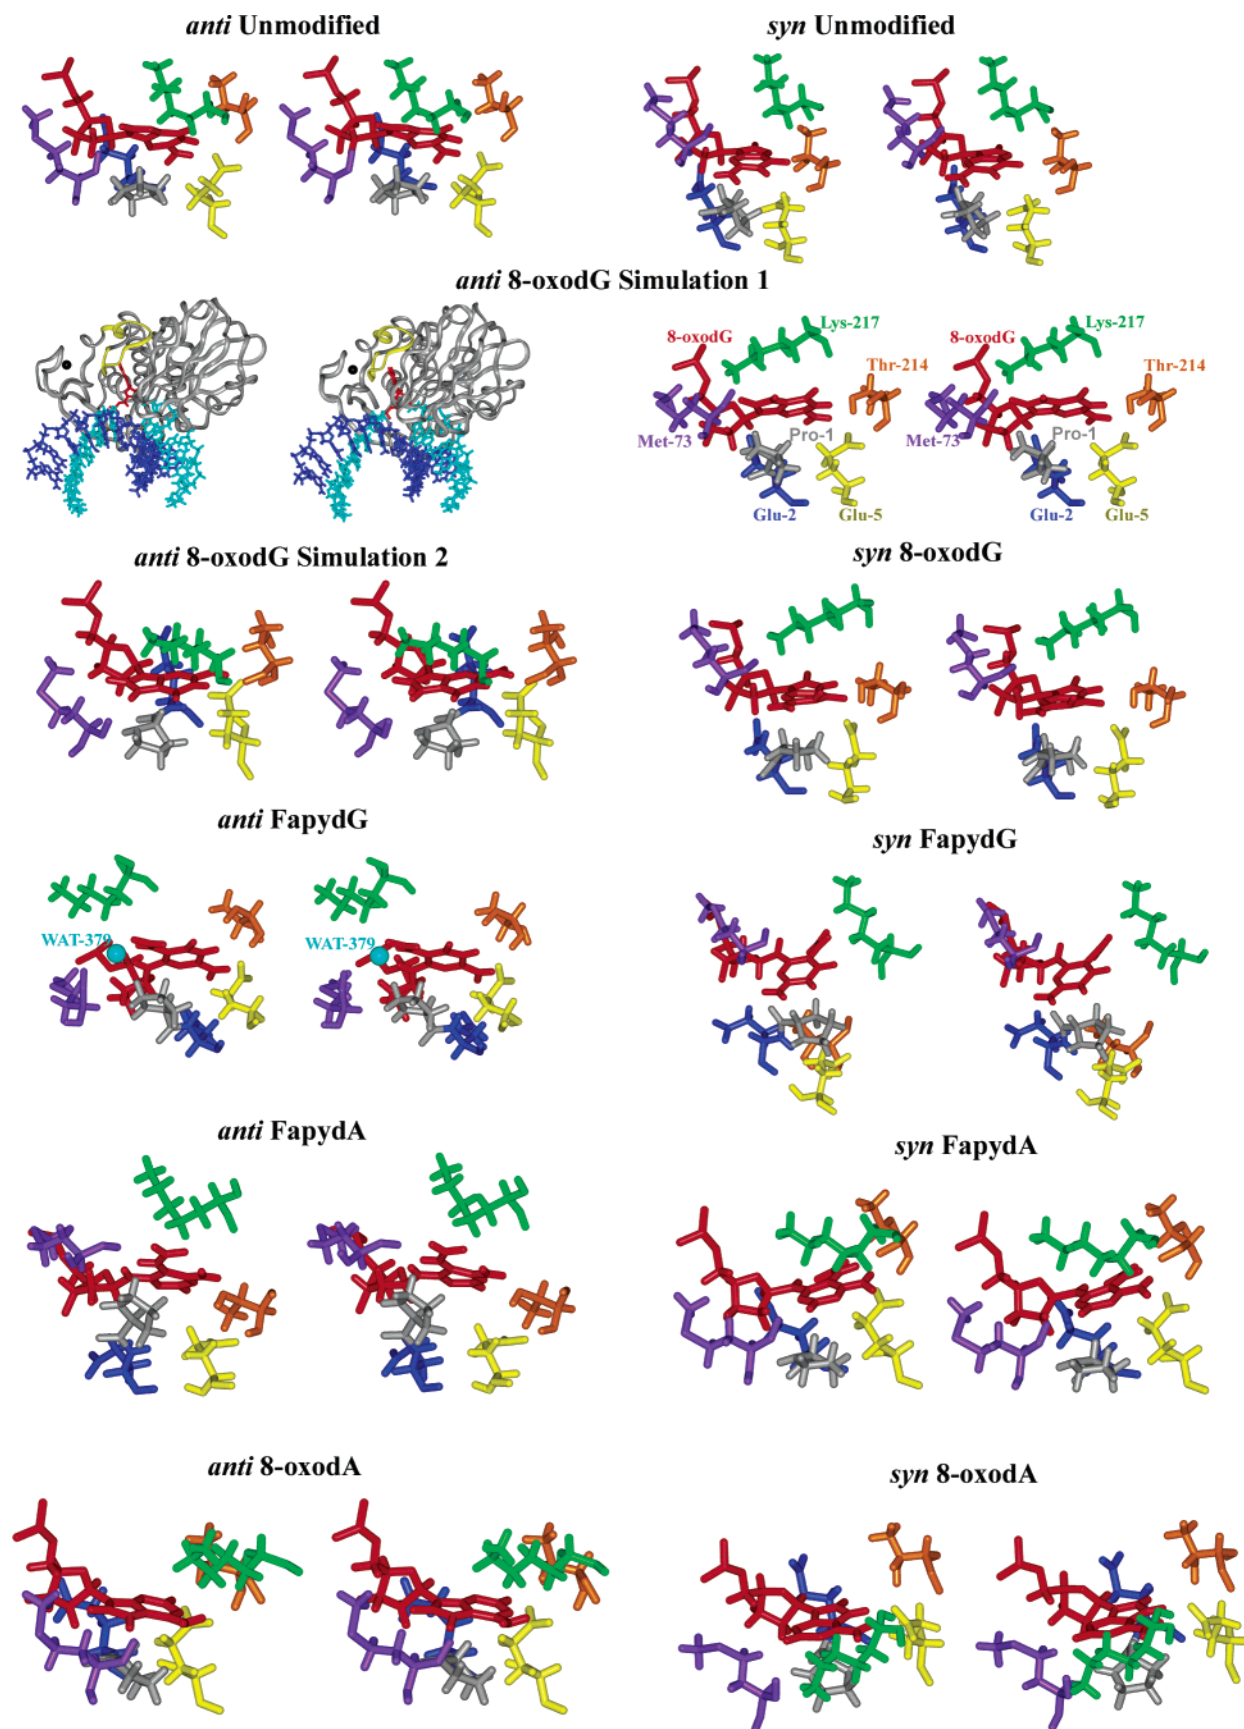 anti Unmodified
syn Unmodified
anti 8-oxodG Simulation 1
Lys-217
Lys-217
8-oxodG
8-oxodG
Thr-214
Thr-214
Met-73
Pro-1
Met-73
Pro-1
Glu-2
Glu-5
Glu-2
Glu-5
anti 8-oxodG Simulation 2
syn 8-oxodG
anti FapydG
syn FapydG
WAT-379
WAT-379
anti FapydA
syn FapydA
anti 8-oxodA
syn 8-oxodA